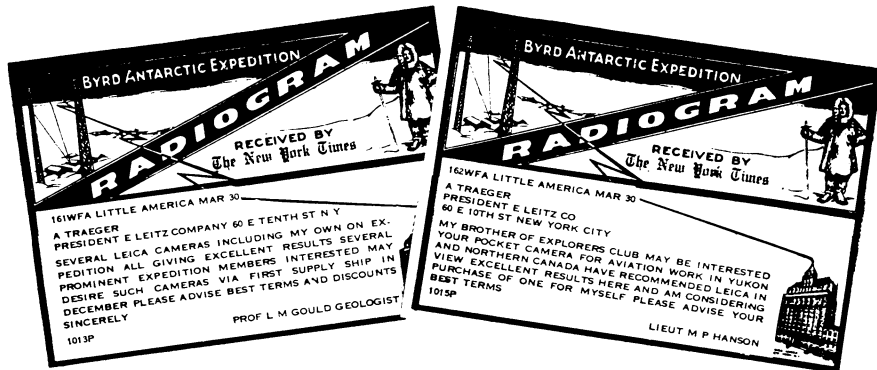 BYRD ANTARCTIC EXPEDITION
RADIOGRAM
RECEIVED BY
The New York Times
161WFA LITTLE AMERICA MAR 30
A TRAEGER
PRESIDENT E LEITZ COMPANY 60 E TENTH ST N Y
SEVERAL LEICA CAMERAS INCLUDING MY OWN ON EX-
PEDITION ALL GIVING EXCELLENT RESULTS SEVERAL
PROMINENT EXPEDITION MEMBERS INTERESTED MAY
DESIRE SUCH CAMERAS VIA FIRST SUPPLY SHIP IN
DECEMBER PLEASE ADVISE BEST TERMS AND DISCOUNTS
SINCERELY
PROF L M GOULD GEOLOGIST
1013P
BYRD ANTARCTIC EXPEDITION
RADIOGRAM
RECEIVED BY
The New York Times
162WFA LITTLE AMERICA MAR 30
A TRAEGER
PRESIDENT E LEITZ CO
60 E 10TH ST NEW YORK CITY
MY BROTHER OF EXPLORERS CLUB MAY BE INTERESTED
YOUR POCKET CAMERA FOR AVIATION WORK IN YUKON
AND NORTHERN CANADA HAVE RECOMMENDED LEICA IN
VIEW EXCELLENT RESULTS HERE AND AM CONSIDERING
PURCHASE OF ONE FOR MYSELF PLEASE ADVISE YOUR
BEST TERMS
1015P
LIEUT M P HANSON